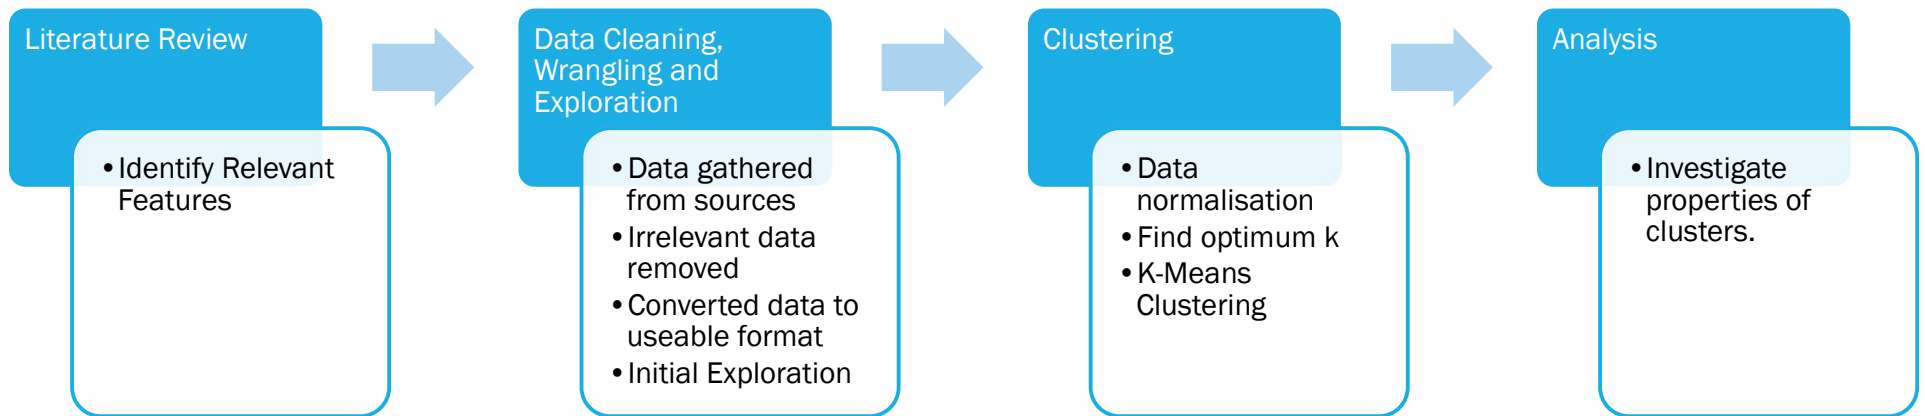 Literature Review
• Identify Relevant
Features
Data Cleaning,
Wrangling and
Exploration
• Data gathered
from sources
• Irrelevant data
removed
• Converted data to
useable format
• Initial Exploration
Clustering
• Data
normalisation
• Find optimum k
• K-Means
Clustering
Analysis
• Investigate
properties of
clusters.